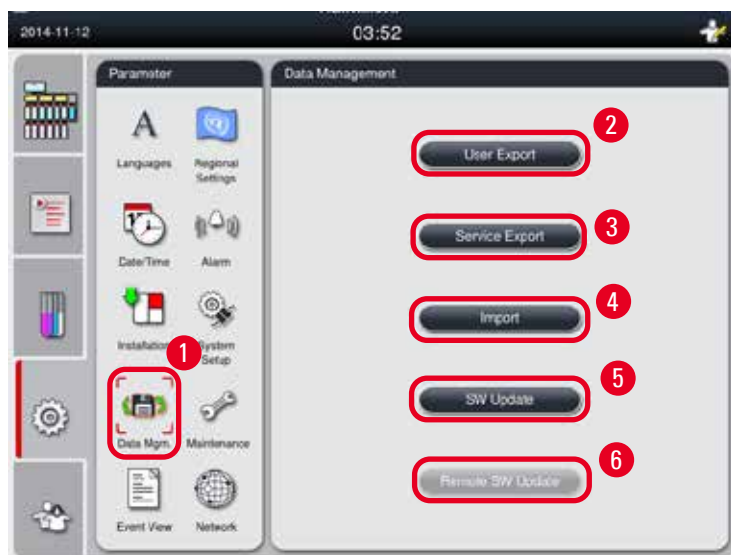 2014-11-12
03:52
Parameter
Data Management
Languages
Regional
Settings
Date/Time
Alarm
Installation
System
Setup
Data Mgm.
Maintenance
Event View
Network
User Export
Service Export
Import
SW Update
Remote SW Update
1
2
3
4
5
6